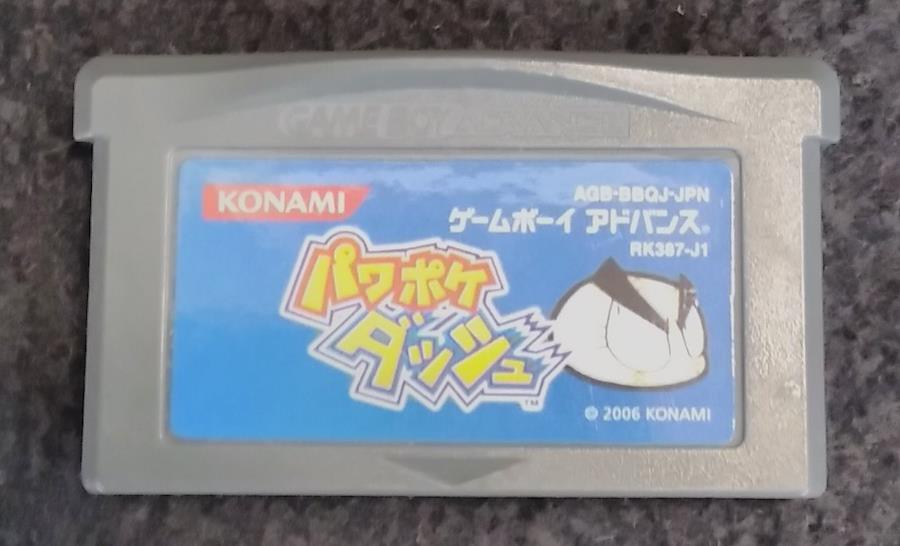 GAME BOY ADVANCE
KONAMI
AGB-BBQJ-JPN
ゲームボーイ アドバンス®
RK387-J1
パワポケ
ダッシュ
TM
© 2006 KONAMI